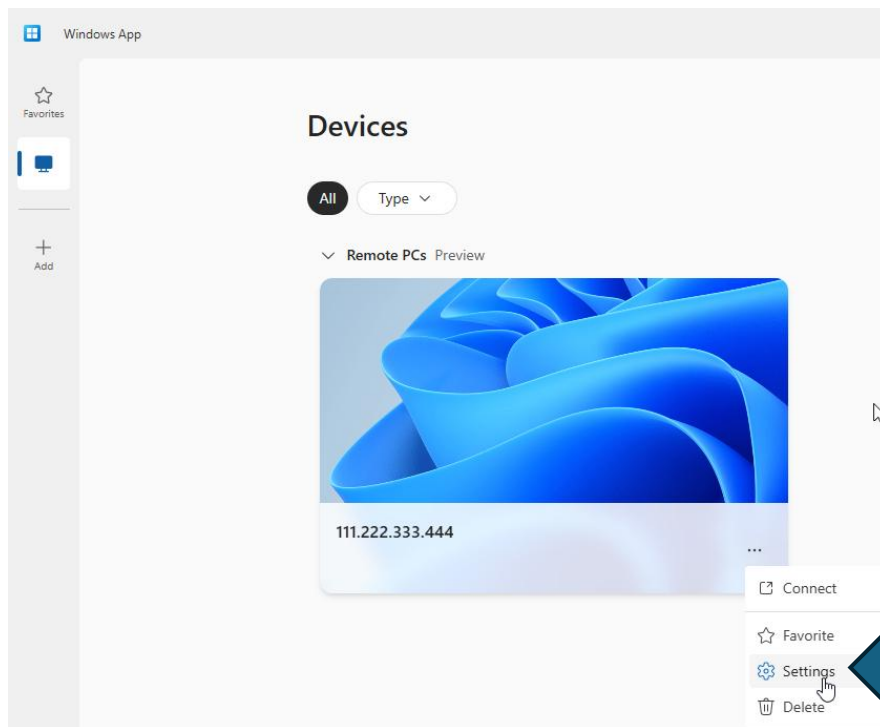 Windows App
Favorites
Devices
All
Type
Add
Remote PCs Preview
111.222.333.444
...
Connect
Favorite
Settings
Delete